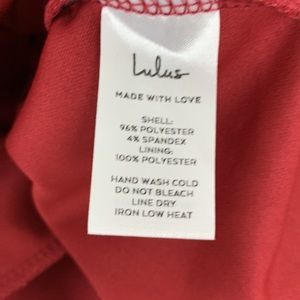 Lulus
MADE WITH LOVE
SHELL:
96% POLYESTER
4% SPANDEX
LINING:
100% POLYESTER
HAND WASH COLD
DO NOT BLEACH
LINE DRY
IRON LOW HEAT